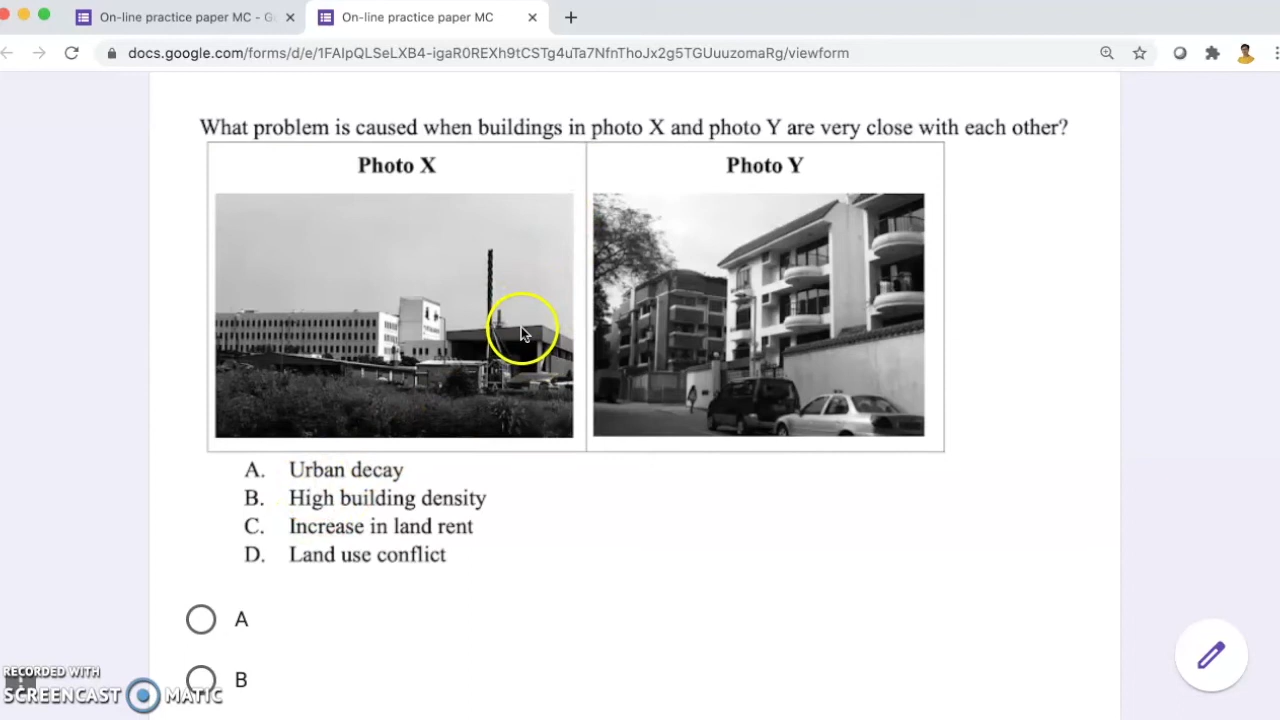 On-line practice paper MC - G
On-line practice paper MC
docs.google.com/forms/d/e/1FAIpQLSeLXB4-igaR0REXh9tCSTg4uTa7NfnThoJx2g5TGUuuzomaRg/viewform
What problem is caused when buildings in photo X and photo Y are very close with each other?
Photo X
Photo Y
A. Urban decay
B. High building density
C. Increase in land rent
D. Land use conflict
A
B
RECORDED WITH
SCREENCAST MATIC